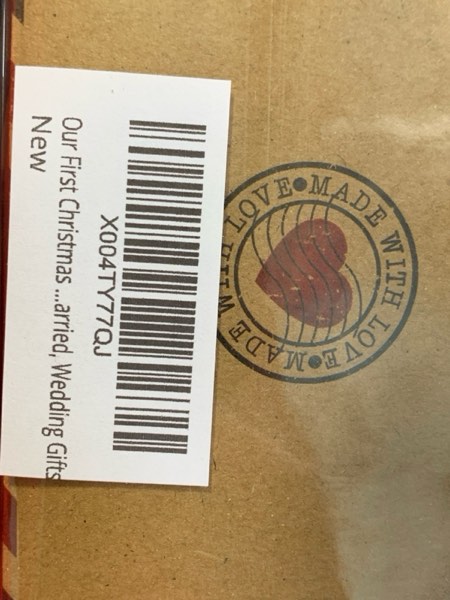 X004TY77QJ
Our First Christmas ...arried, Wedding Gifts
New
MADE WITH LOVE•MADE WITH LOVE•